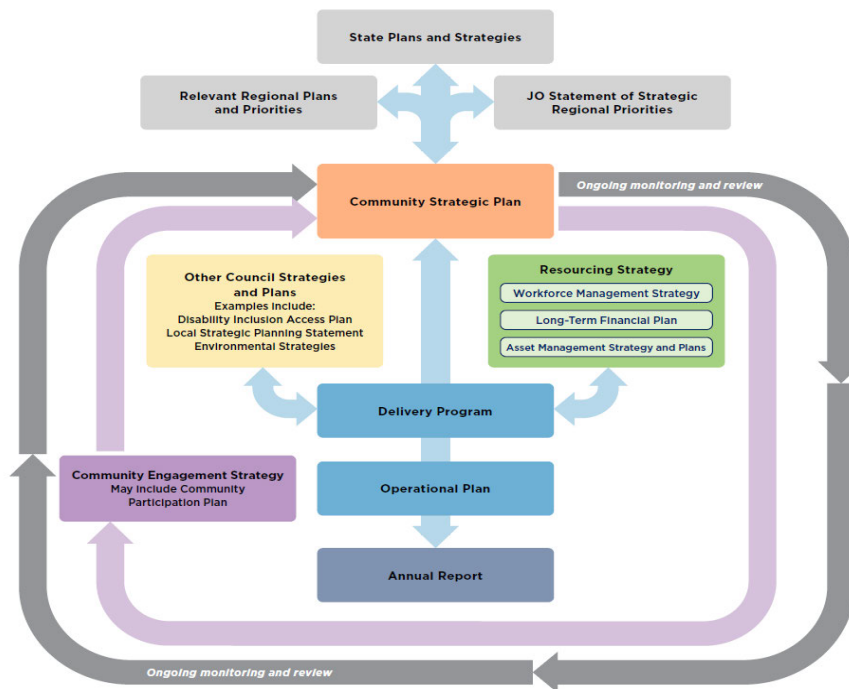 State Plans and Strategies
Relevant Regional Plans
and Priorities
JO Statement of Strategic
Regional Priorities
Community Strategic Plan
Ongoing monitoring and review
Other Council Strategies
and Plans
Examples include:
Disability Inclusion Access Plan
Local Strategic Planning Statement
Environmental Strategies
Resourcing Strategy
Workforce Management Strategy
Long-Term Financial Plan
Asset Management Strategy and Plans
Delivery Program
Community Engagement Strategy
May Include Community
Participation Plan
Operational Plan
Annual Report
Ongoing monitoring and review